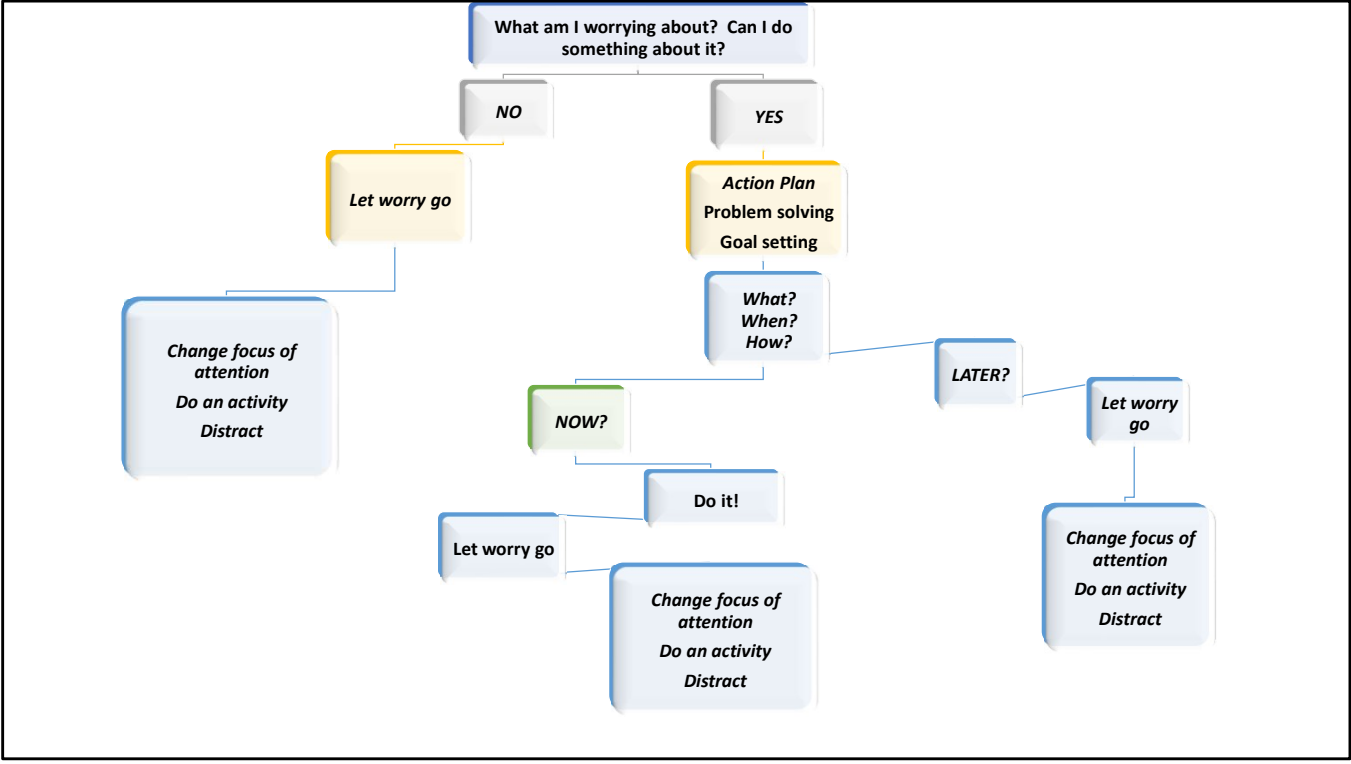 What am I worrying about?  Can I do
something about it?
NO
YES
Let worry go
Action Plan
Problem solving
Goal setting
What?
When?
How?
Change focus of
attention
Do an activity
Distract
LATER?
Let worry
go
NOW?
Do it!
Let worry go
Change focus of
attention
Do an activity
Distract
Change focus of
attention
Do an activity
Distract